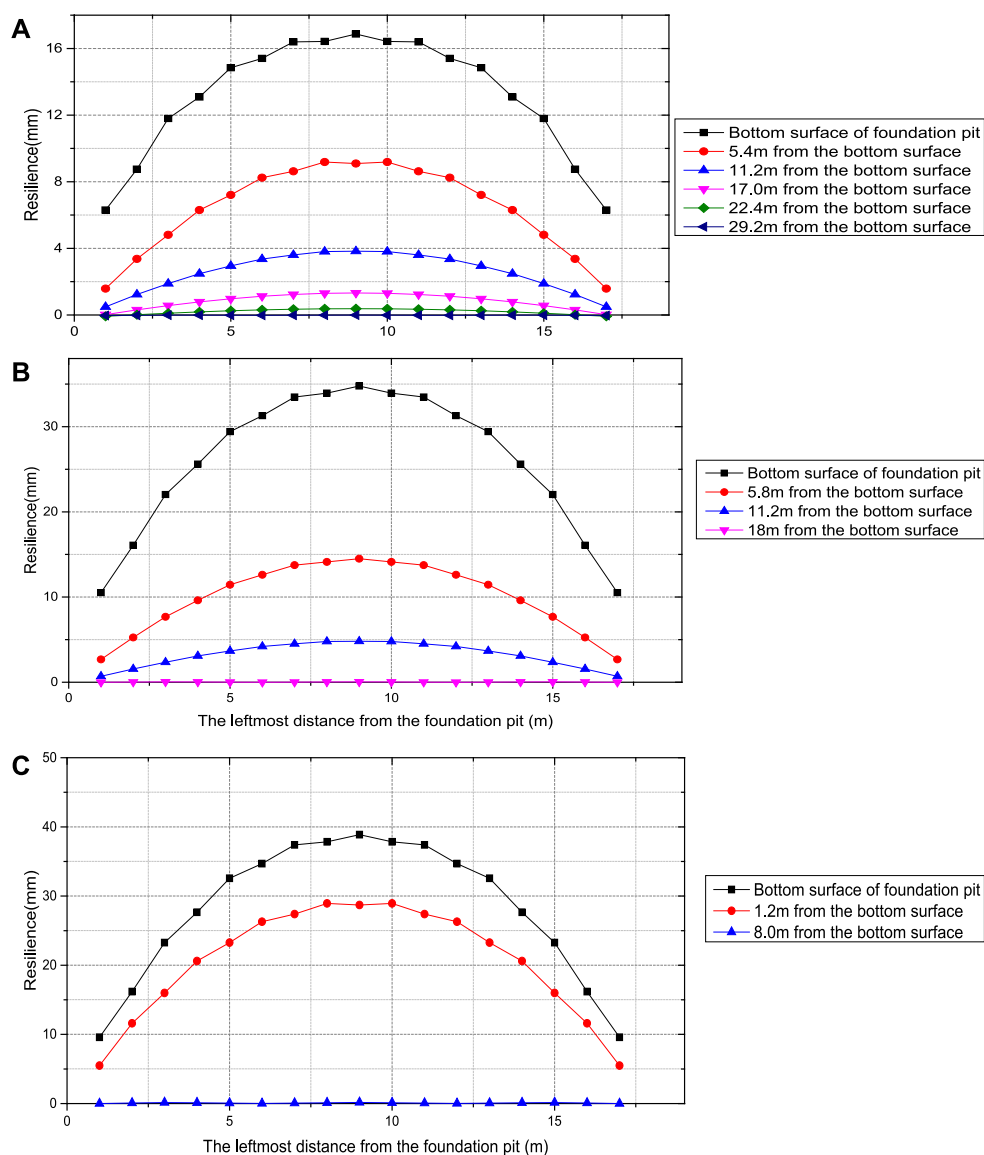 A
16
12
8
4
0
0
5
10
15
Resilience(mm)
Bottom surface of foundation pit
5.4m from the bottom surface
11.2m from the bottom surface
17.0m from the bottom surface
22.4m from the bottom surface
29.2m from the bottom surface
B
30
20
10
0
0
5
10
15
Resilience(mm)
The leftmost distance from the foundation pit (m)
Bottom surface of foundation pit
5.8m from the bottom surface
11.2m from the bottom surface
18m from the bottom surface
C
50
40
30
20
10
0
0
5
10
15
Resilience(mm)
The leftmost distance from the foundation pit (m)
Bottom surface of foundation pit
1.2m from the bottom surface
8.0m from the bottom surface